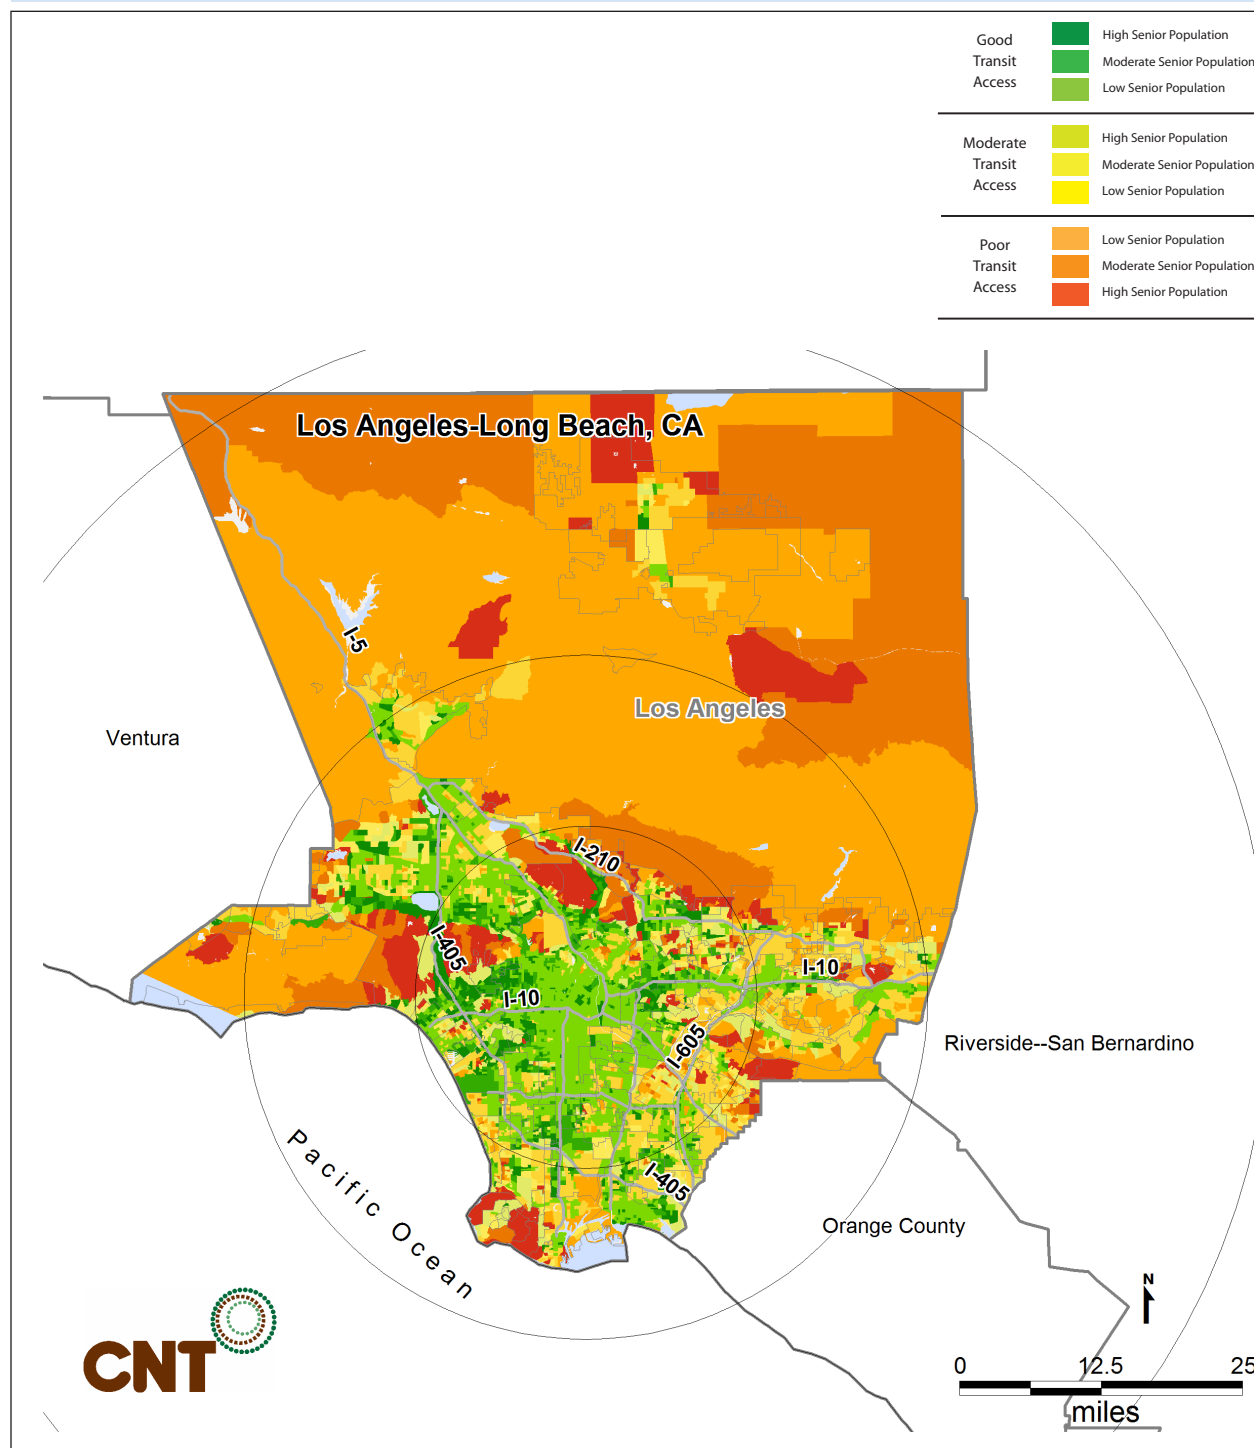 Good
Transit
Access
High Senior Population
Moderate Senior Population
Low Senior Population
Moderate
Transit
Access
High Senior Population
Moderate Senior Population
Low Senior Population
Poor
Transit
Access
Low Senior Population
Moderate Senior Population
High Senior Population
Los Angeles-Long Beach, CA
I-5
Los Angeles
Ventura
I-210
I-405
I-10
I-10
I-605
Riverside--San Bernardino
I-405
Pacific Ocean
Orange County
N
CNT
0 12.5 25
miles